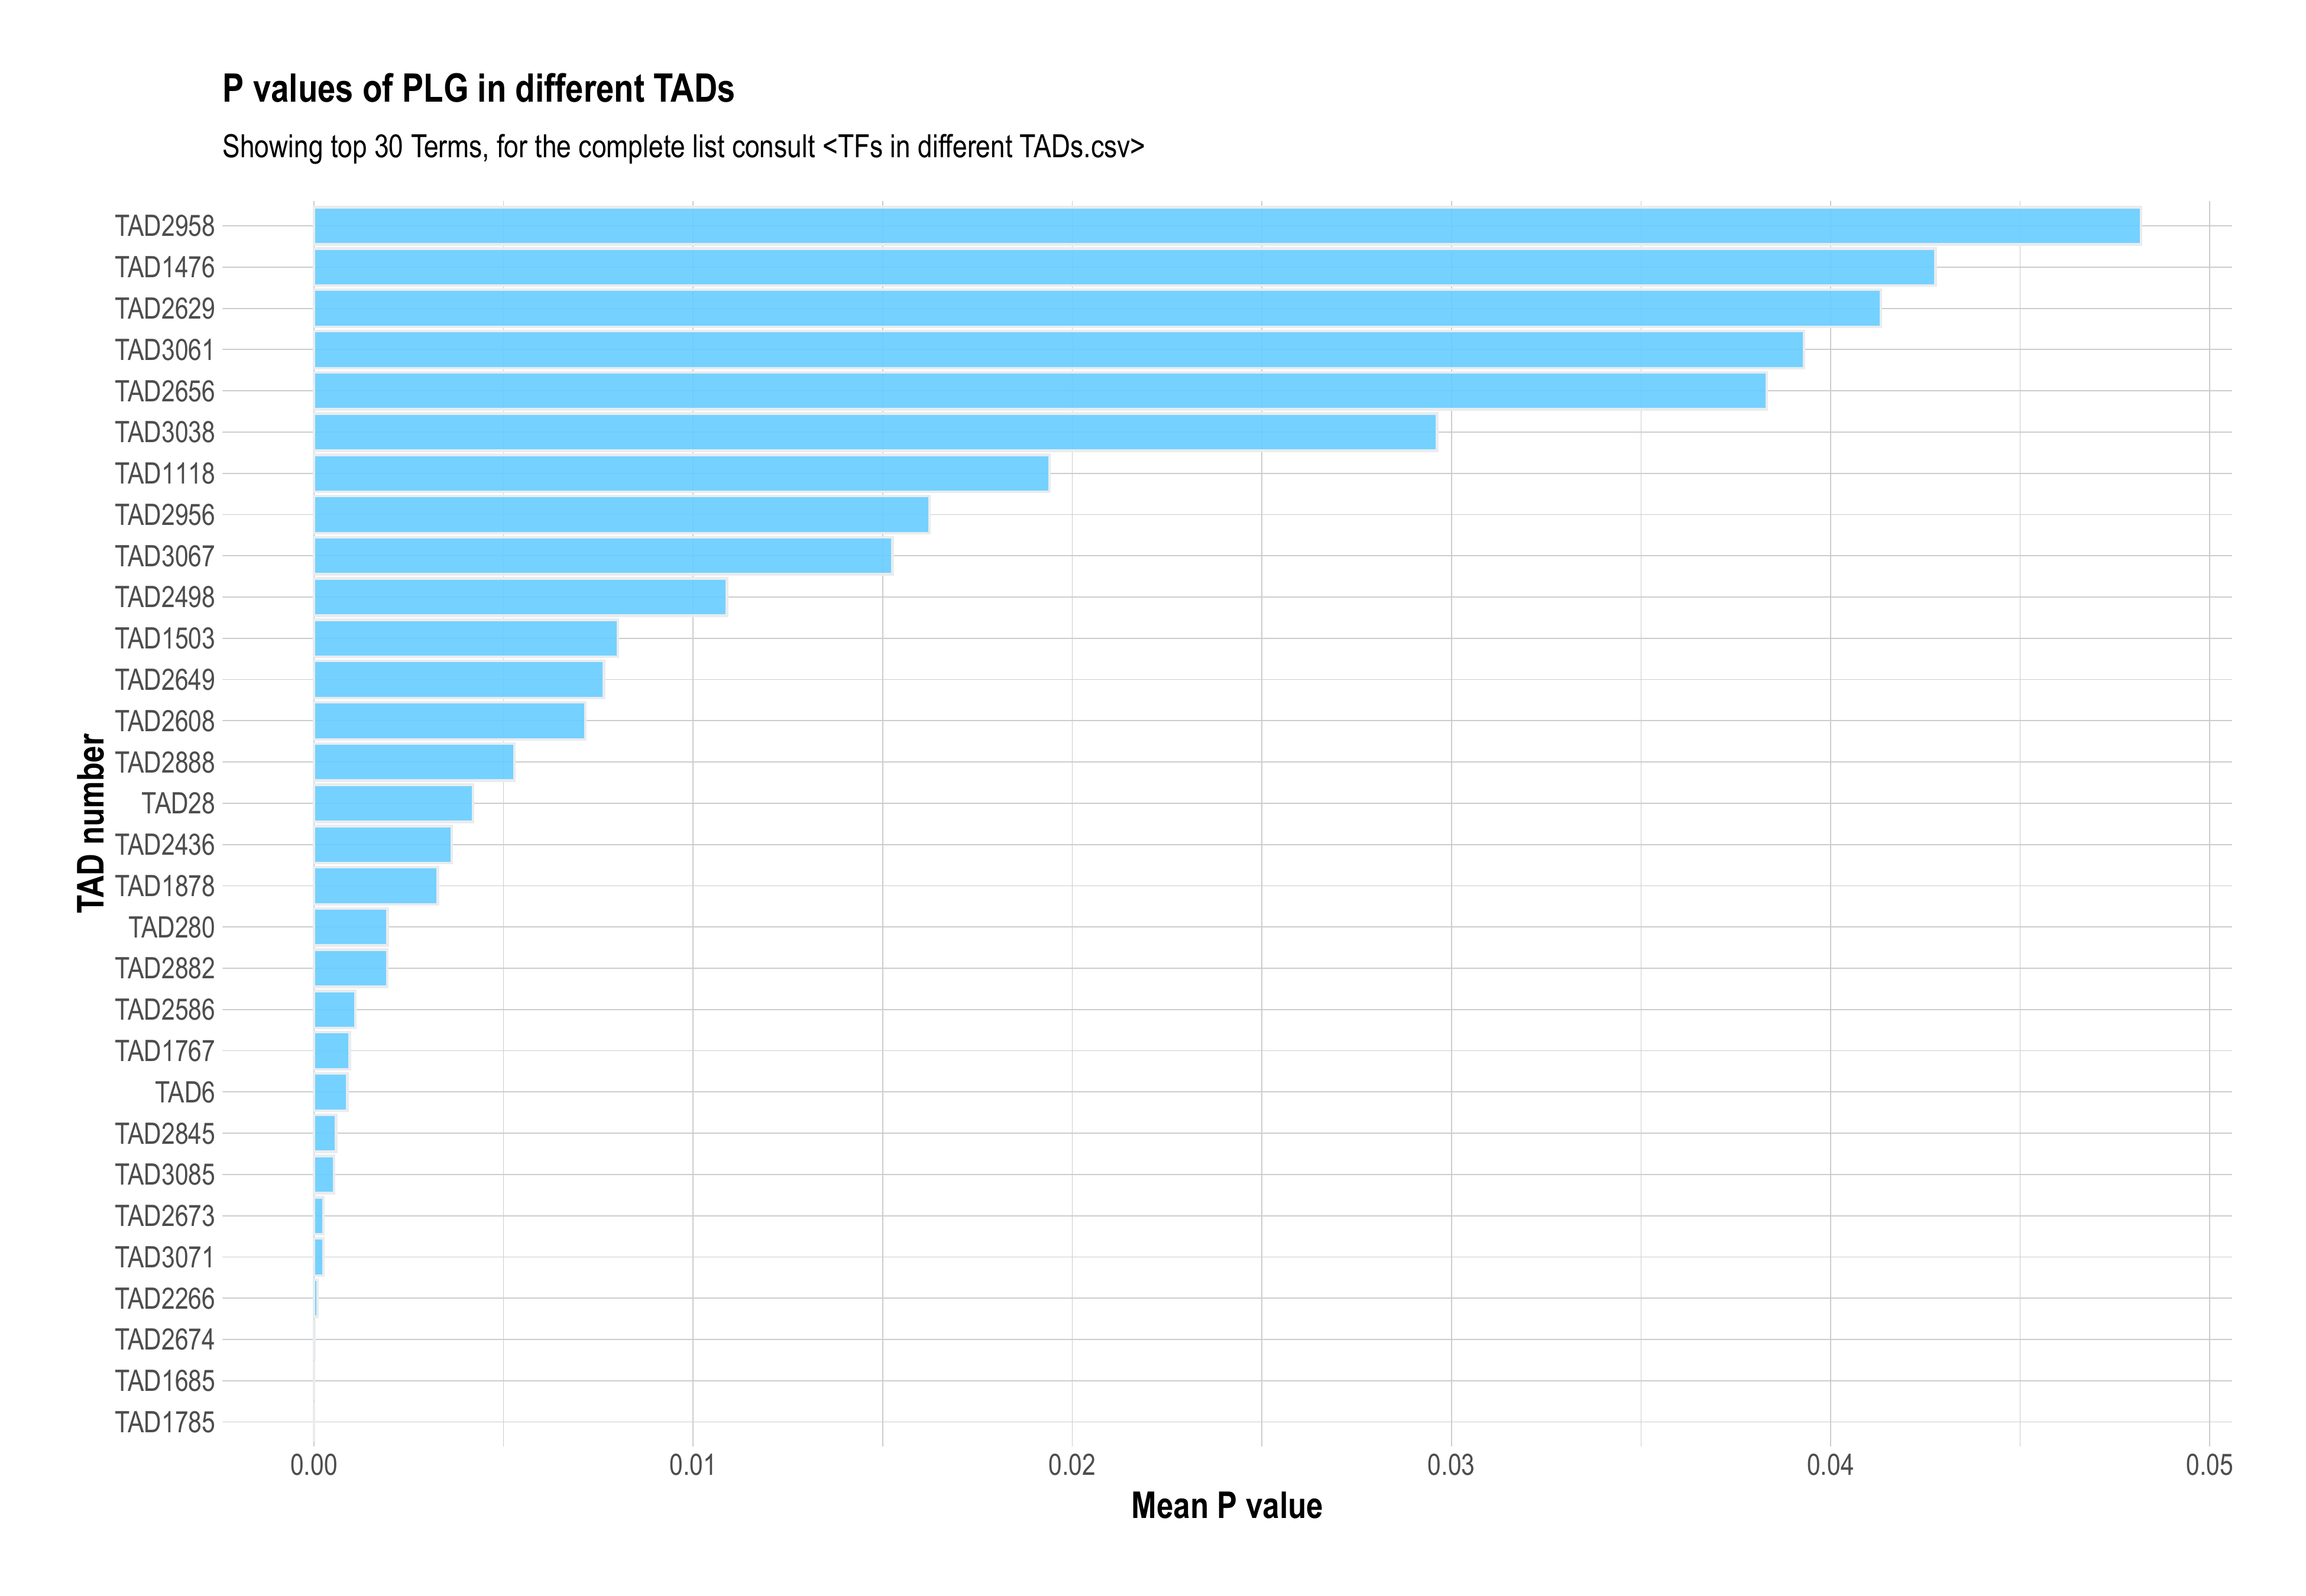 P values of PLG in different TADs
Showing top 30 Terms, for the complete list consult <TFs in different TADs.csv>
TAD number
TAD2958
TAD1476
TAD2629
TAD3061
TAD2656
TAD3038
TAD1118
TAD2956
TAD3067
TAD2498
TAD1503
TAD2649
TAD2608
TAD2888
TAD28
TAD2436
TAD1878
TAD280
TAD2882
TAD2586
TAD1767
TAD6
TAD2845
TAD3085
TAD2673
TAD3071
TAD2266
TAD2674
TAD1685
TAD1785
0.00 0.01 0.02 0.03 0.04 0.05
Mean P value